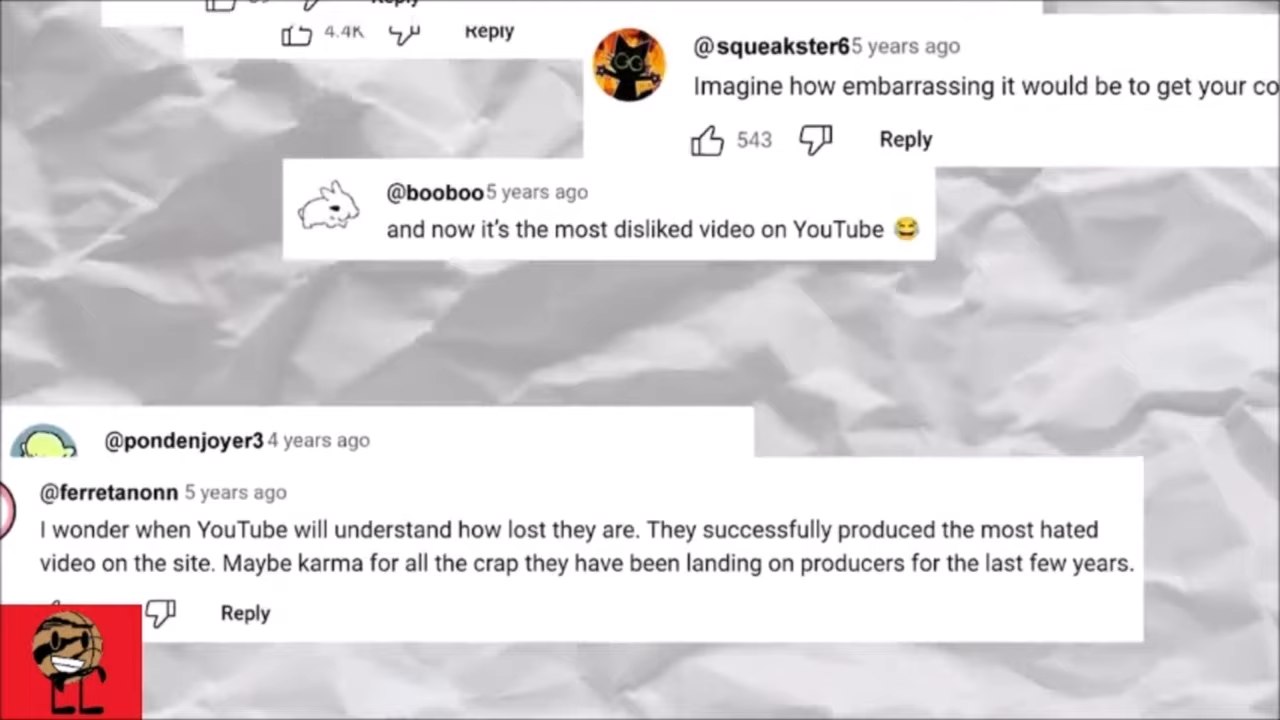 Reply
4.4K Reply
@squeakster6 5 years ago
Imagine how embarrassing it would be to get your co
543 Reply
@booboo 5 years ago
and now it's the most disliked video on YouTube 😂
@pondenjoyer3 4 years ago
@ferretanonn 5 years ago
I wonder when YouTube will understand how lost they are. They successfully produced the most hated
video on the site. Maybe karma for all the crap they have been landing on producers for the last few years.
Reply